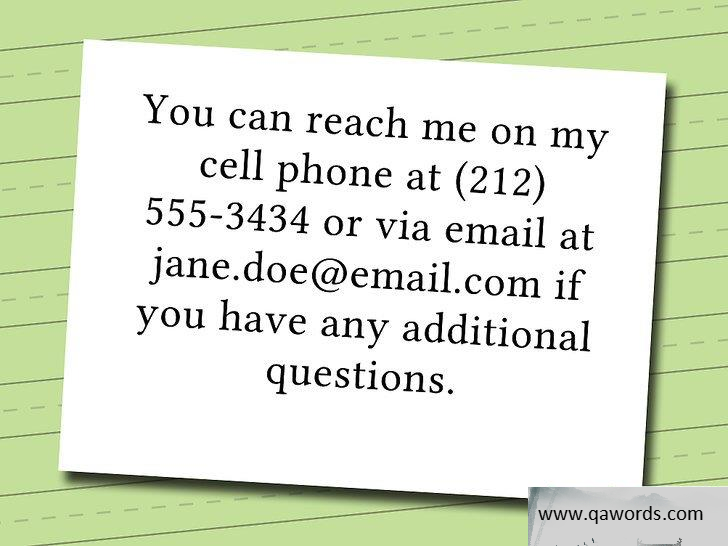 You can reach me on my
cell phone at (212)
555-3434 or via email at
jane.doe@email.com if
you have any additional
questions.
www.qawords.com